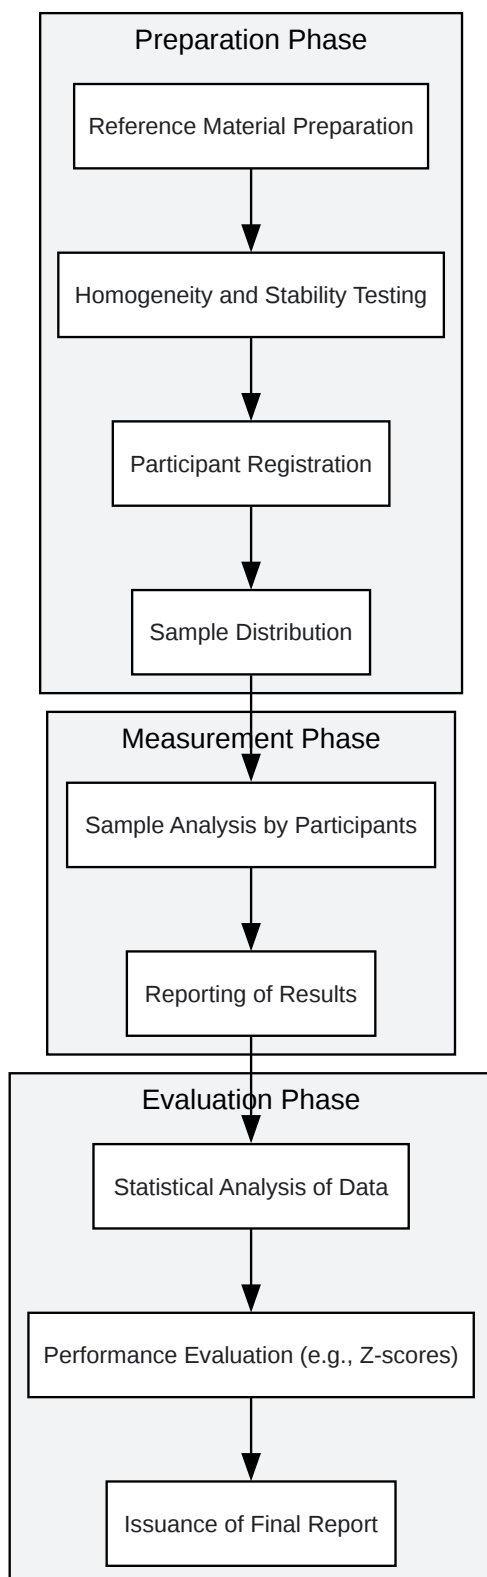 Preparation Phase
Reference Material Preparation
Homogeneity and Stability Testing
Participant Registration
Sample Distribution
Measurement Phase
Sample Analysis by Participants
Reporting of Results
Evaluation Phase
Statistical Analysis of Data
Performance Evaluation (e.g., Z-scores)
Issuance of Final Report